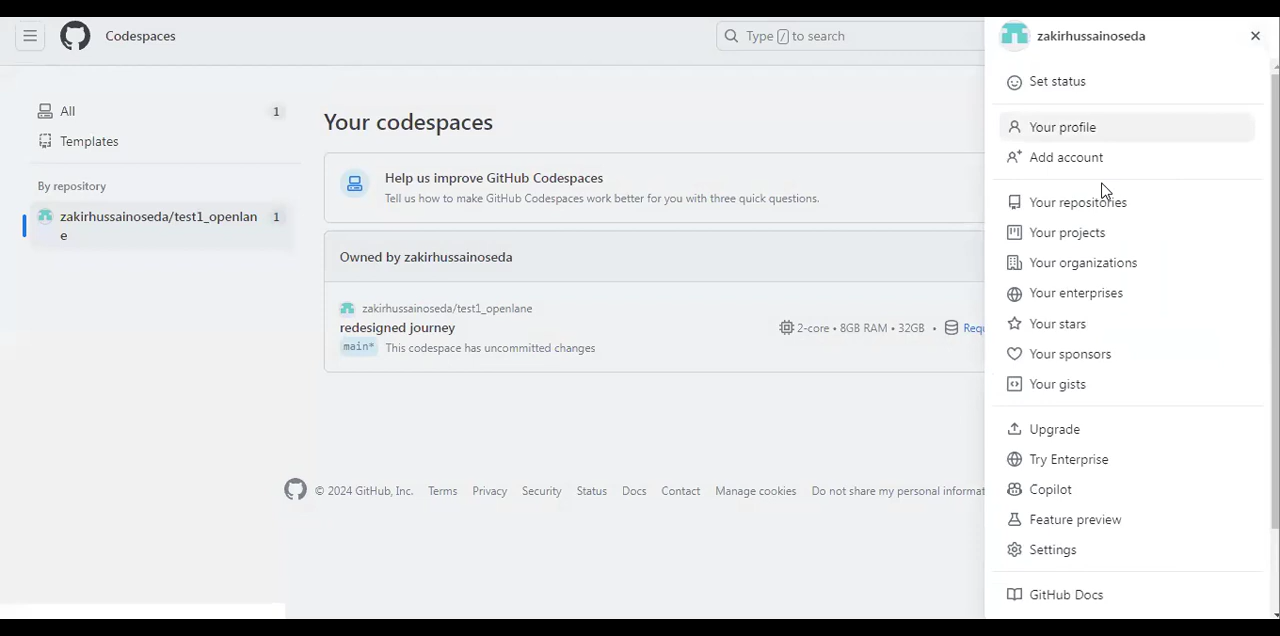 Codespaces
Type / to search
zakirhussainoseda
All 1
Templates
By repository
zakirhussainoseda/test1_openlan 1
e
Your codespaces
Help us improve GitHub Codespaces
Tell us how to make GitHub Codespaces work better for you with three quick questions.
Owned by zakirhussainoseda
zakirhussainoseda/test1_openlane
redesigned journey
2-core • 8GB RAM • 32GB •
main* This codespace has uncommitted changes
© 2024 GitHub, Inc. Terms Privacy Security Status Docs Contact Manage cookies Do not share my personal
Set status
Your profile
Add account
Your repositories
Your projects
Your organizations
Your enterprises
Your stars
Your sponsors
Your gists
Upgrade
Try Enterprise
Copilot
Feature preview
Settings
GitHub Docs